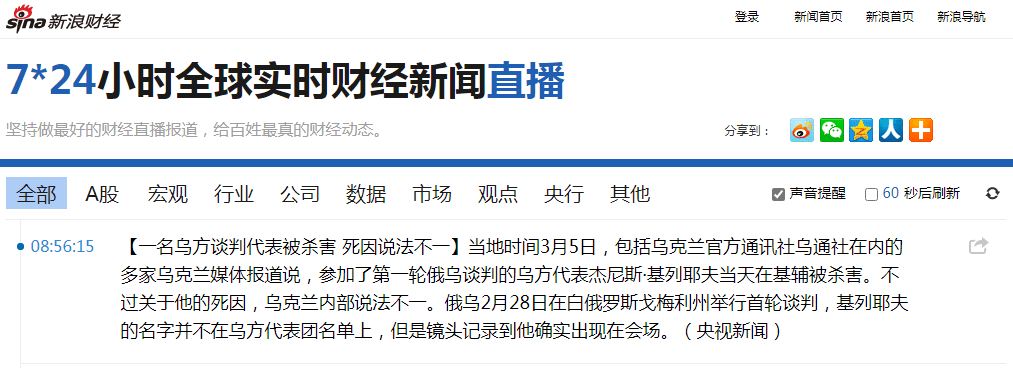 sina新浪财经
登录 新闻首页 新浪首页 新浪导航
7*24小时全球实时财经新闻直播
坚持做最好的财经直播报道，给百姓最真的财经动态。
分享到：
全部 A股 宏观 行业 公司 数据 市场 观点 央行 其他 声音提醒 60 秒后刷新
08:56:15 【一名乌方谈判代表被杀害 死因说法不一】当地时间3月5日，包括乌克兰官方通讯社乌通社在内的
多家乌克兰媒体报道说，参加了第一轮俄乌谈判的乌方代表杰尼斯·基列耶夫当天在基辅被杀害。不
过关于他的死因，乌克兰内部说法不一。俄乌2月28日在白俄罗斯戈梅利州举行首轮谈判，基列耶夫
的名字并不在乌方代表团名单上，但是镜头记录到他确实出现在会场。（央视新闻）